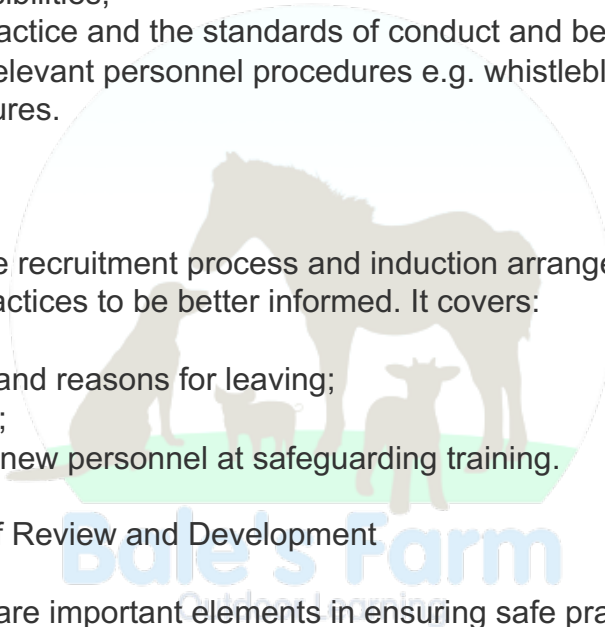 sibilities;
actice and the standards of conduct and be
elevant personnel procedures e.g. whistlebl
ures.
e recruitment process and induction arrange
actices to be better informed. It covers:
and reasons for leaving;
;
new personnel at safeguarding training.
f Review and Development
Bale's Farm
are important elements in ensuring safe pra
Outdoor Learning